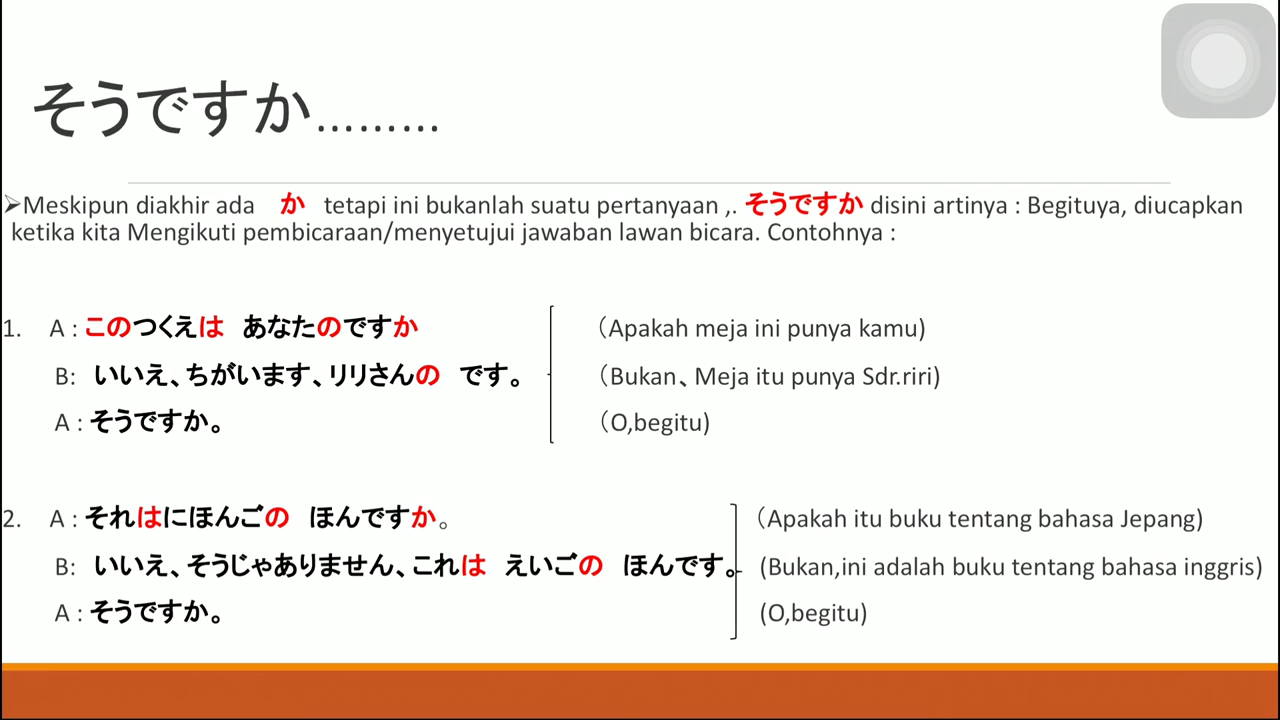 そうですか………
➢Meskipun diakhir ada か tetapi ini bukanlah suatu pertanyaan ,. そうですか disini artinya : Begituya, diucapkan
ketika kita Mengikuti pembicaraan/menyetujui jawaban lawan bicara. Contohnya :
1. A : このつくえは あなたのですか (Apakah meja ini punya kamu)
B: いいえ、ちがいます、リリさんの です。 (Bukan、Meja itu punya Sdr.riri)
A : そうですか。 (O,begitu)
2. A : それはにほんごの ほんですか。 (Apakah itu buku tentang bahasa Jepang)
B: いいえ、そうじゃありません、これは えいごの ほんです。 (Bukan,ini adalah buku tentang bahasa inggris)
A : そうですか。 (O,begitu)